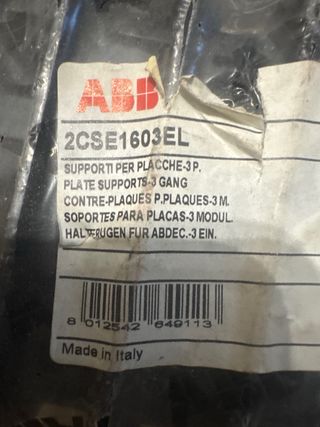 ABB
2CSE1603EL
SUPPORTI PER PLACCHE-3 P.
PLATE SUPPORTS-3 GANG
CONTRE-PLAQUES P.PLAQUES-3 M.
SOPORTES PARA PLACAS-3 MODUL.
HALTERUGEN FUR ABDEC.-3 EIN.
8 012542 649113
Made in Italy